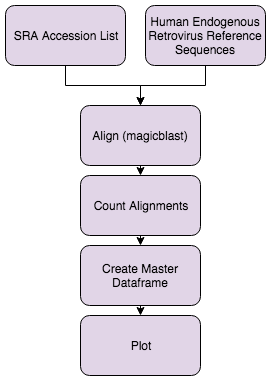 SRA Accession List
Human Endogenous
Retrovirus Reference
Sequences
Align (magicblast)
Count Alignments
Create Master
Dataframe
Plot